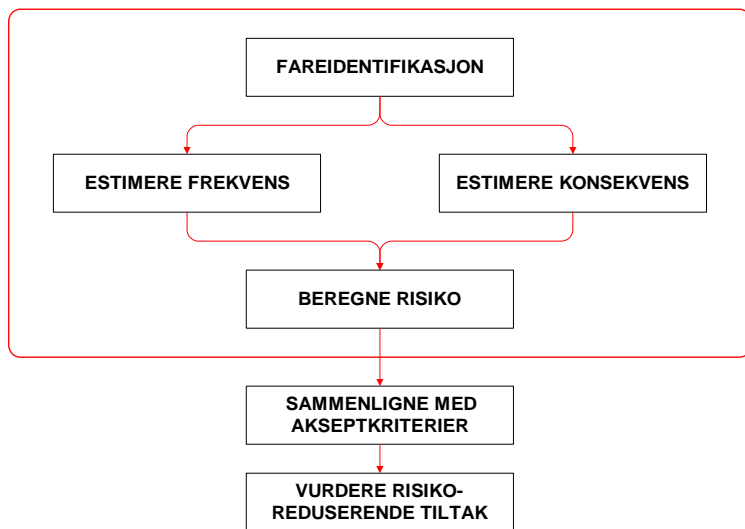 FAREIDENTIFIKASJON
ESTIMERE FREKVENS
ESTIMERE KONSEKVENS
BEREGNE RISIKO
SAMMENLIGNE MED
AKSEPTKRITERIER
VURDERE RISIKO-
REDUSERENDE TILTAK